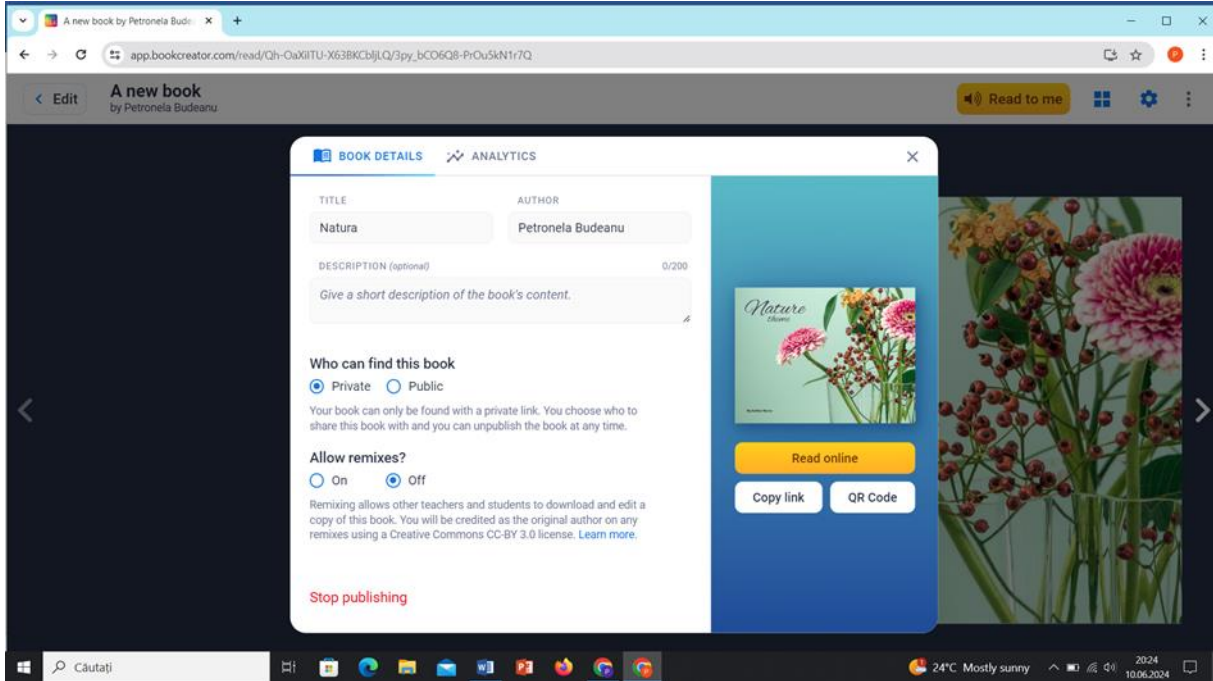 A new book by Petronela Bude
app.bookcreator.com/read/Qh-OaXiITU-X63BKCbljLQ/3py_bCO6Q8-PrOu5kN1r7Q
Edit
A new book
by Petronela Budeanu
Read to me
BOOK DETAILS
ANALYTICS
TITLE
AUTHOR
Natura
Petronela Budeanu
DESCRIPTION (optional)
0/200
Give a short description of the book's content.
Who can find this book
Private
Public
Your book can only be found with a private link. You choose who to
share this book with and you can unpublish the book at any time.
Allow remixes?
On
Off
Remixing allows other teachers and students to download and edit a
copy of this book. You will be credited as the original author on any
remixes using a Creative Commons CC-BY 3.0 license. Learn more.
Stop publishing
Nature
Read online
Copy link
QR Code
Căutați
24°C Mostly sunny
20:24
10.06.2024